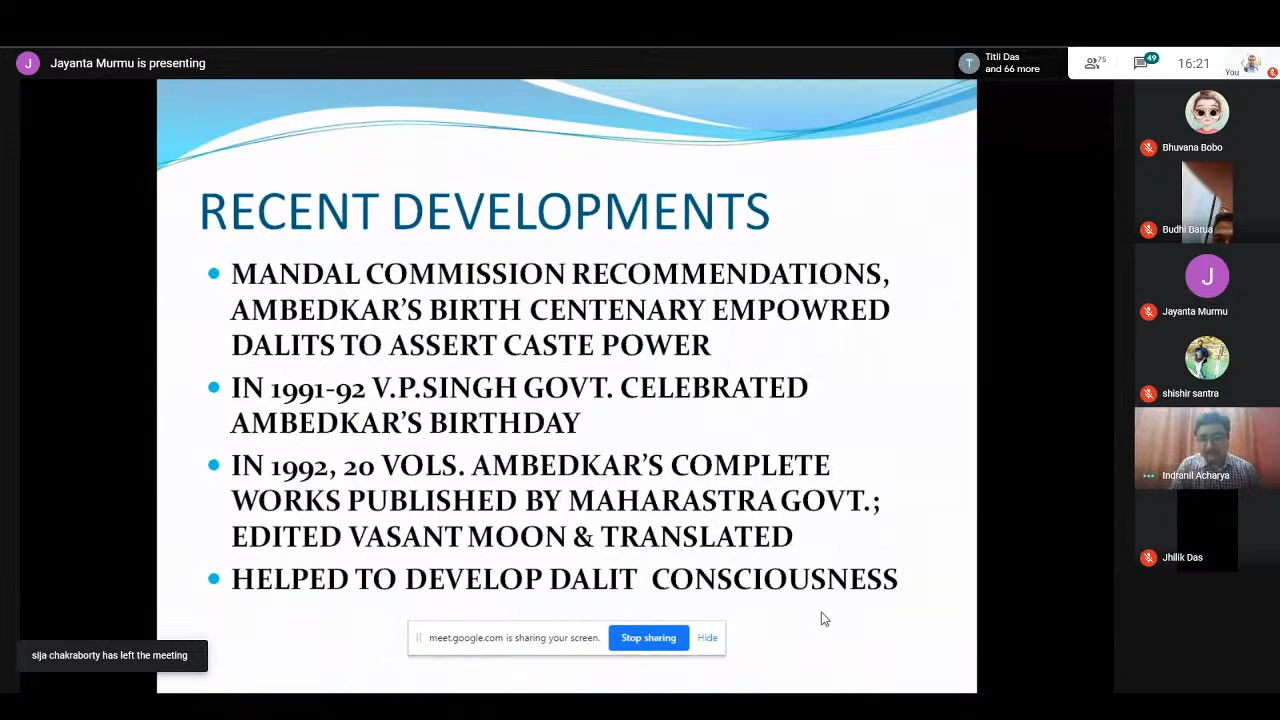 Jayanta Murmu is presenting
Titli Das
and 66 more
75
49
16:21
You
J
T
RECENT DEVELOPMENTS
MANDAL COMMISSION RECOMMENDATIONS,
AMBEDKAR’S BIRTH CENTENARY EMPOWRED
DALITS TO ASSERT CASTE POWER
IN 1991-92 V.P.SINGH GOVT. CELEBRATED
AMBEDKAR’S BIRTHDAY
IN 1992, 20 VOLS. AMBEDKAR’S COMPLETE
WORKS PUBLISHED BY MAHARASTRA GOVT.;
EDITED VASANT MOON & TRANSLATED
HELPED TO DEVELOP DALIT CONSCIOUSNESS
meet.google.com is sharing your screen.
Stop sharing
Hide
sija chakraborty has left the meeting
Bhuvana Bobo
Budhi Barua
J
Jayanta Murmu
shishir santra
Indranil Acharya
Jhilik Das